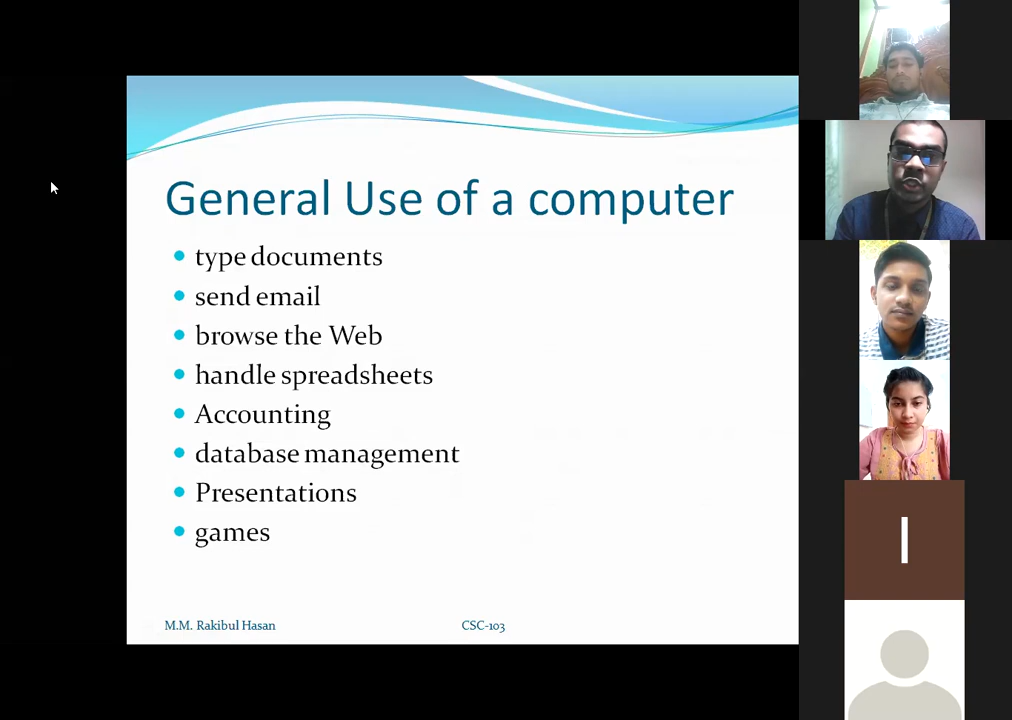 General Use of a computer
type documents
send email
browse the Web
handle spreadsheets
Accounting
database management
Presentations
games
M.M. Rakibul Hasan
CSC-103
I